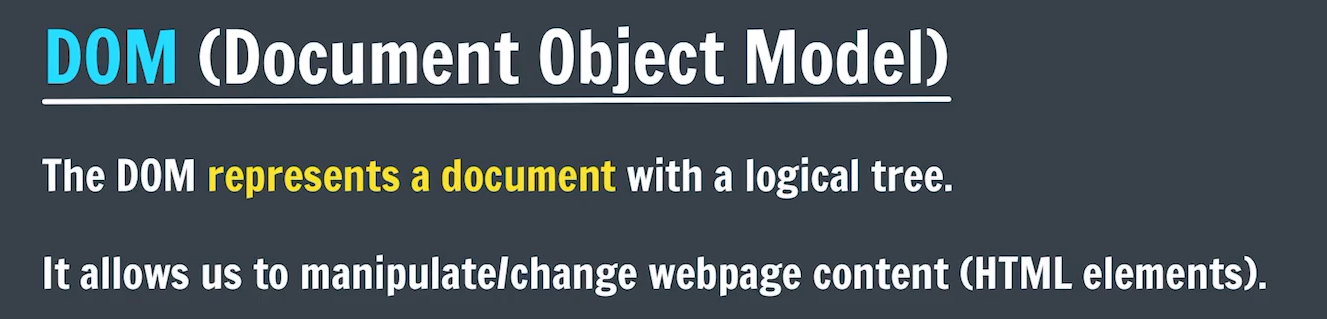 DOM (Document Object Model)
The DOM represents a document with a logical tree.
It allows us to manipulate/change webpage content (HTML elements).